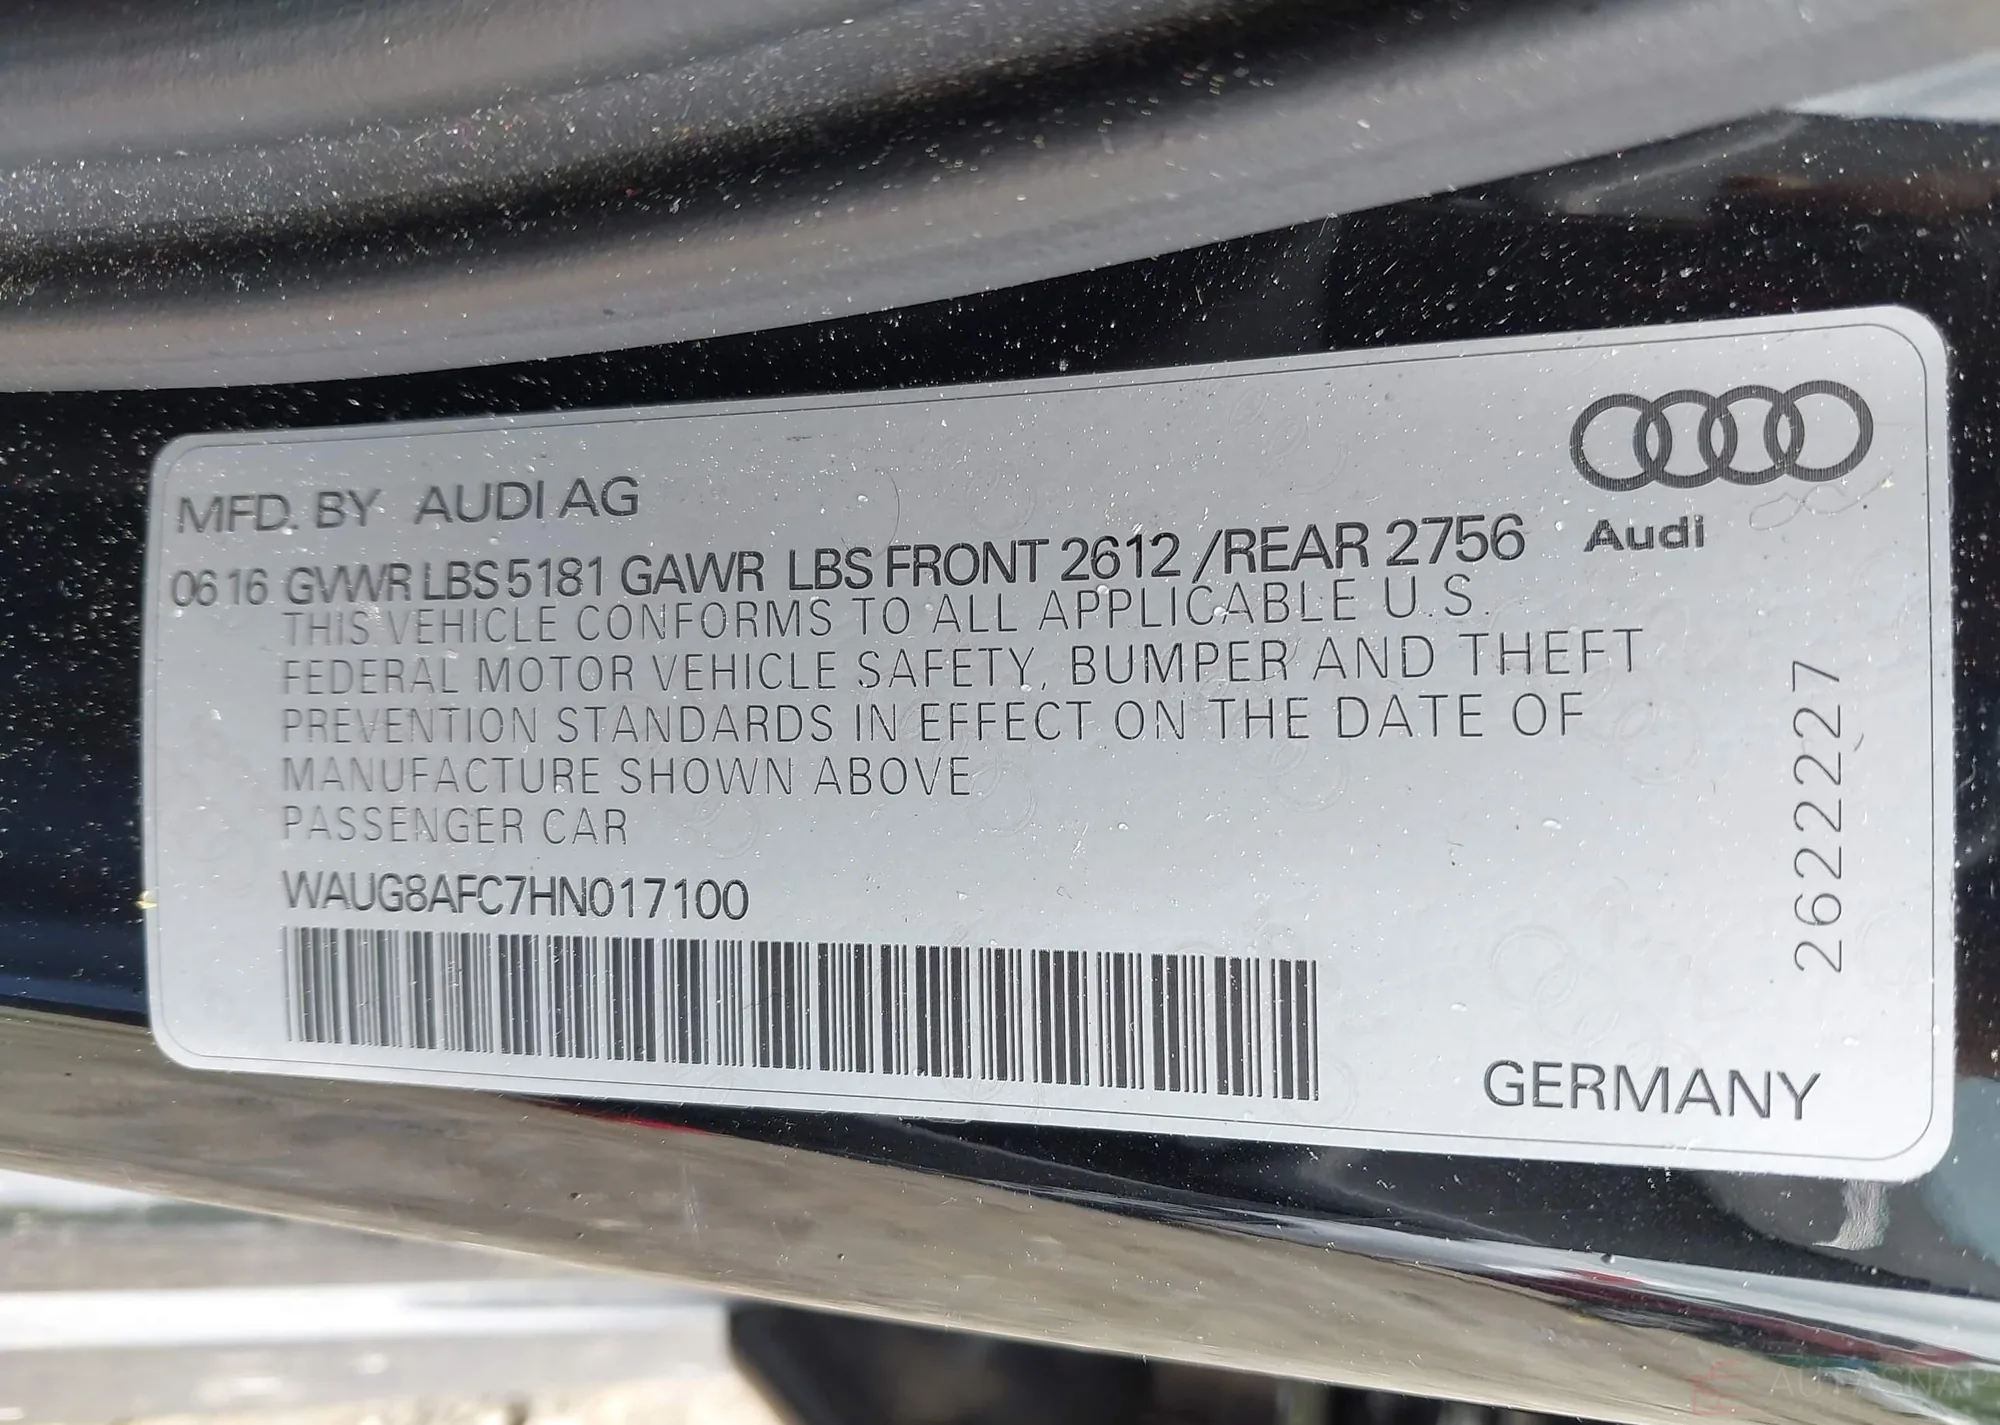 MFD. BY AUDI AG
Audi
06 16 GVWR LBS 5181 GAWR LBS FRONT 2612 /REAR 2756
THIS VEHICLE CONFORMS TO ALL APPLICABLE U.S.
FEDERAL MOTOR VEHICLE SAFETY, BUMPER AND THEFT
PREVENTION STANDARDS IN EFFECT ON THE DATE OF
MANUFACTURE SHOWN ABOVE
PASSENGER CAR
WAUG8AFC7HN017100
2622227
GERMANY
AUTASNAP